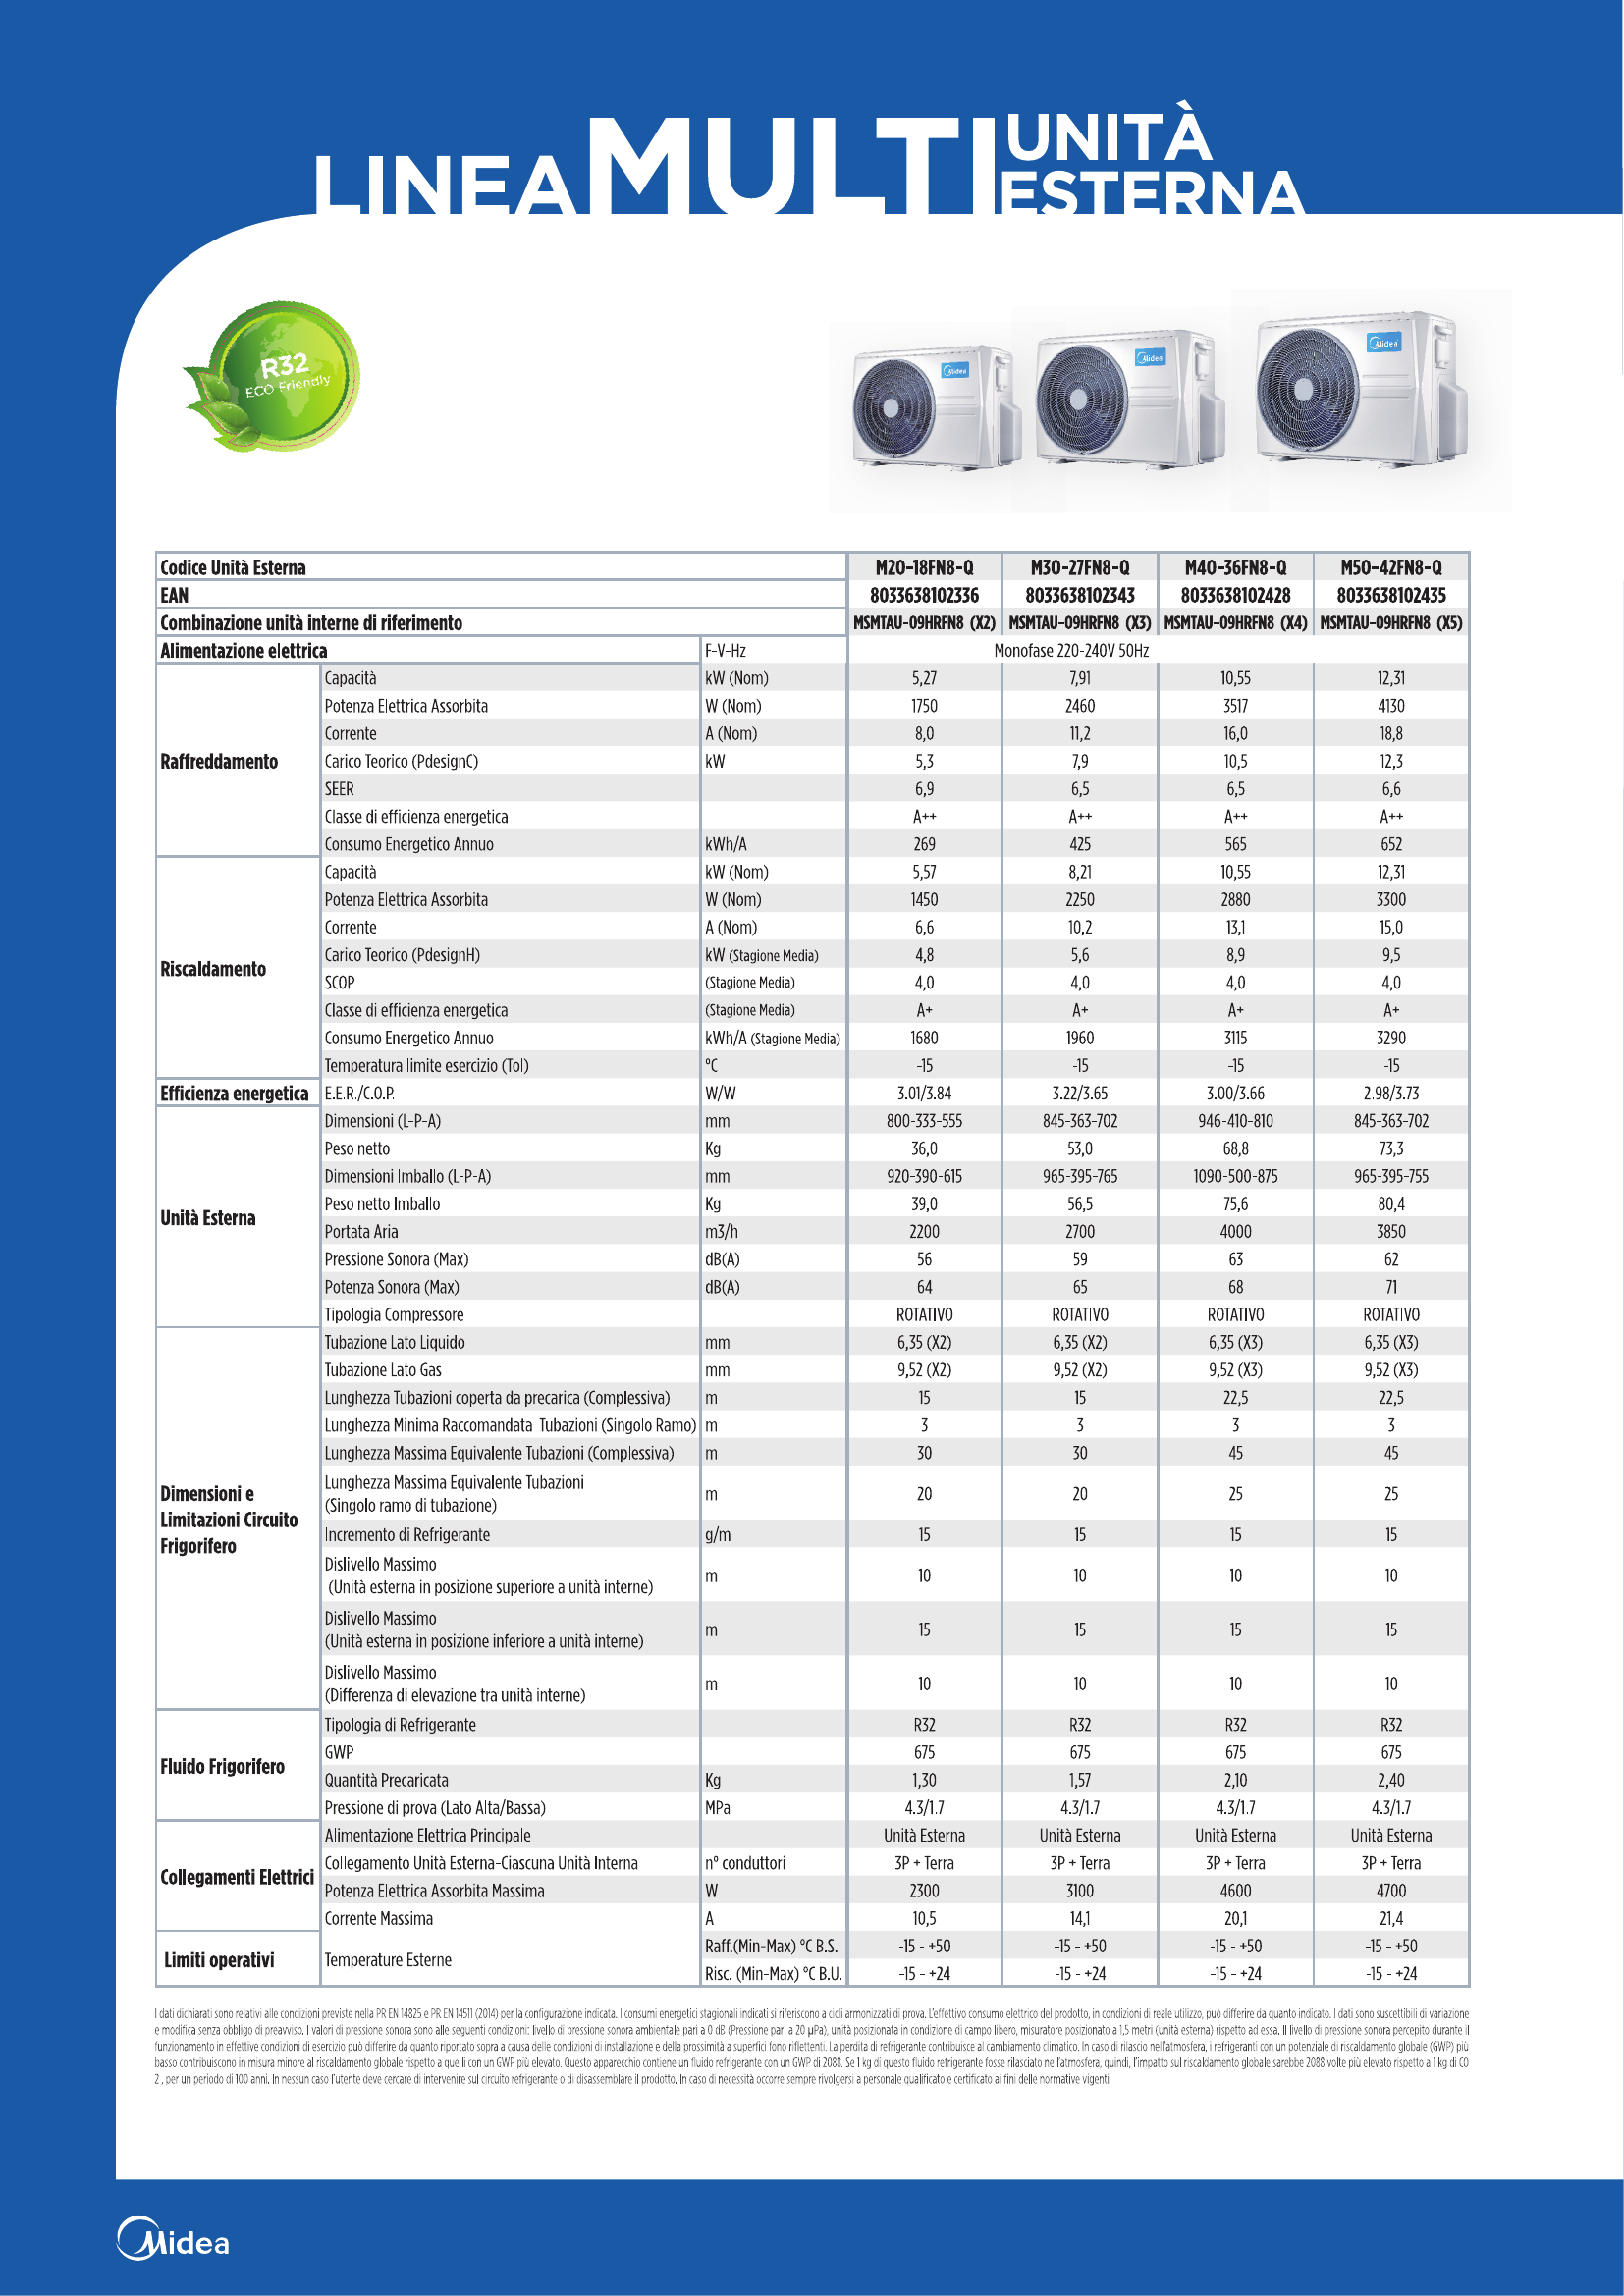 LINEA MULTI UNITÀ ESTERNA
R32
ECO Friendly
Midea
Midea
Midea
Codice Unità Esterna M20-18FN8-Q M30-27FN8-Q M40-36FN8-Q M50-42FN8-Q
EAN 8033638102336 8033638102343 8033638102428 8033638102435
Combinazione unità interne di riferimento MSMTAU-09HRFN8 (X2) MSMTAU-09HRFN8 (X3) MSMTAU-09HRFN8 (X4) MSMTAU-09HRFN8 (X5)
Alimentazione elettrica F-V-Hz Monofase 220-240V 50Hz
Raffreddamento
Capacità kW (Nom) 5,27 7,91 10,55 12,31
Potenza Elettrica Assorbita W (Nom) 1750 2460 3517 4130
Corrente A (Nom) 8,0 11,2 16,0 18,8
Carico Teorico (PdesignC) kW 5,3 7,9 10,5 12,3
SEER 6,9 6,5 6,5 6,6
Classe di efficienza energetica A++ A++ A++ A++
Consumo Energetico Annuo kWh/A 269 425 565 652
Riscaldamento
Capacità kW (Nom) 5,57 8,21 10,55 12,31
Potenza Elettrica Assorbita W (Nom) 1450 2250 2880 3300
Corrente A (Nom) 6,6 10,2 13,1 15,0
Carico Teorico (PdesignH) kW (Stagione Media) 4,8 5,6 8,9 9,5
SCOP (Stagione Media) 4,0 4,0 4,0 4,0
Classe di efficienza energetica (Stagione Media) A+ A+ A+ A+
Consumo Energetico Annuo kWh/A (Stagione Media) 1680 1960 3115 3290
Temperatura limite esercizio (Tol) °C -15 -15 -15 -15
Efficienza energetica E.E.R./C.O.P. W/W 3.01/3.84 3.22/3.65 3.00/3.66 2.98/3.73
Unità Esterna
Dimensioni (L-P-A) mm 800-333-555 845-363-702 946-410-810 845-363-702
Peso netto Kg 36,0 53,0 68,8 73,3
Dimensioni Imballo (L-P-A) mm 920-390-615 965-395-765 1090-500-875 965-395-755
Peso netto Imballo Kg 39,0 56,5 75,6 80,4
Portata Aria m3/h 2200 2700 4000 3850
Pressione Sonora (Max) dB(A) 56 59 63 62
Potenza Sonora (Max) dB(A) 64 65 68 71
Tipologia Compressore ROTATIVO ROTATIVO ROTATIVO ROTATIVO
Dimensioni e Limitazioni Circuito Frigorifero
Tubazione Lato Liquido mm 6,35 (X2) 6,35 (X2) 6,35 (X3) 6,35 (X3)
Tubazione Lato Gas mm 9,52 (X2) 9,52 (X2) 9,52 (X3) 9,52 (X3)
Lunghezza Tubazioni coperta da precarica (Complessiva) m 15 15 22,5 22,5
Lunghezza Minima Raccomandata Tubazioni (Singolo Ramo) m 3 3 3 3
Lunghezza Massima Equivalente Tubazioni (Complessiva) m 30 30 45 45
Lunghezza Massima Equivalente Tubazioni
(Singolo ramo di tubazione) m 20 20 25 25
Incremento di Refrigerante g/m 15 15 15 15
Dislivello Massimo
(Unità esterna in posizione superiore a unità interne) m 10 10 10 10
Dislivello Massimo
(Unità esterna in posizione inferiore a unità interne) m 15 15 15 15
Dislivello Massimo
(Differenza di elevazione tra unità interne) m 10 10 10 10
Fluido Frigorifero
Tipologia di Refrigerante R32 R32 R32 R32
GWP 675 675 675 675
Quantità Precaricata Kg 1,30 1,57 2,10 2,40
Pressione di prova (Lato Alta/Bassa) MPa 4.3/1.7 4.3/1.7 4.3/1.7 4.3/1.7
Collegamenti Elettrici
Alimentazione Elettrica Principale Unità Esterna Unità Esterna Unità Esterna Unità Esterna
Collegamento Unità Esterna-Ciascuna Unità Interna n° conduttori 3P + Terra 3P + Terra 3P + Terra 3P + Terra
Potenza Elettrica Assorbita Massima W 2300 3100 4600 4700
Corrente Massima A 10,5 14,1 20,1 21,4
Limiti operativi Temperature Esterne
Raff.(Min-Max) °C B.S. -15 - +50 -15 - +50 -15 - +50 -15 - +50
Risc. (Min-Max) °C B.U. -15 - +24 -15 - +24 -15 - +24 -15 - +24
I dati dichiarati sono relativi alle condizioni previste nella PR EN 14825 e PR EN 14511 (2014) per la configurazione indicata. I consumi energetici stagionali indicati si riferiscono a cicli armonizzati di prova. L'effettivo consumo elettrico del prodotto, in condizioni di reale utilizzo, può differire da quanto indicato. I dati sono suscettibili di variazione
e modifica senza obbligo di preavviso. I valori di pressione sonora sono alle seguenti condizioni: livello di pressione sonora ambientale pari a 0 dB (Pressione pari a 20 µPa), unità posizionata in condizione di campo libero, misuratore posizionato a 1,5 metri (unità esterna) rispetto ad essa. Il livello di pressione sonora percepito durante il
funzionamento in effettive condizioni di esercizio può differire da quanto riportato sopra a causa delle condizioni di installazione e della prossimità a superfici fono riflettenti. La perdita di refrigerante contribuisce al cambiamento climatico. In caso di rilascio nell'atmosfera, i refrigeranti con un potenziale di riscaldamento globale (GWP) più
basso contribuiscono in misura minore al riscaldamento globale rispetto a quelli con un GWP più elevato. Questo apparecchio contiene un fluido refrigerante con un GWP di 2088. Se 1 kg di questo fluido refrigerante fosse rilasciato nell'atmosfera, quindi, l'impatto sul riscaldamento globale sarebbe 2088 volte più elevato rispetto a 1 kg di CO
2 , per un periodo di 100 anni. In nessun caso l'utente deve cercare di intervenire sul circuito refrigerante o di disassemblare il prodotto. In caso di necessità occorre sempre rivolgersi a personale qualificato e certificato ai fini delle normative vigenti.
Midea